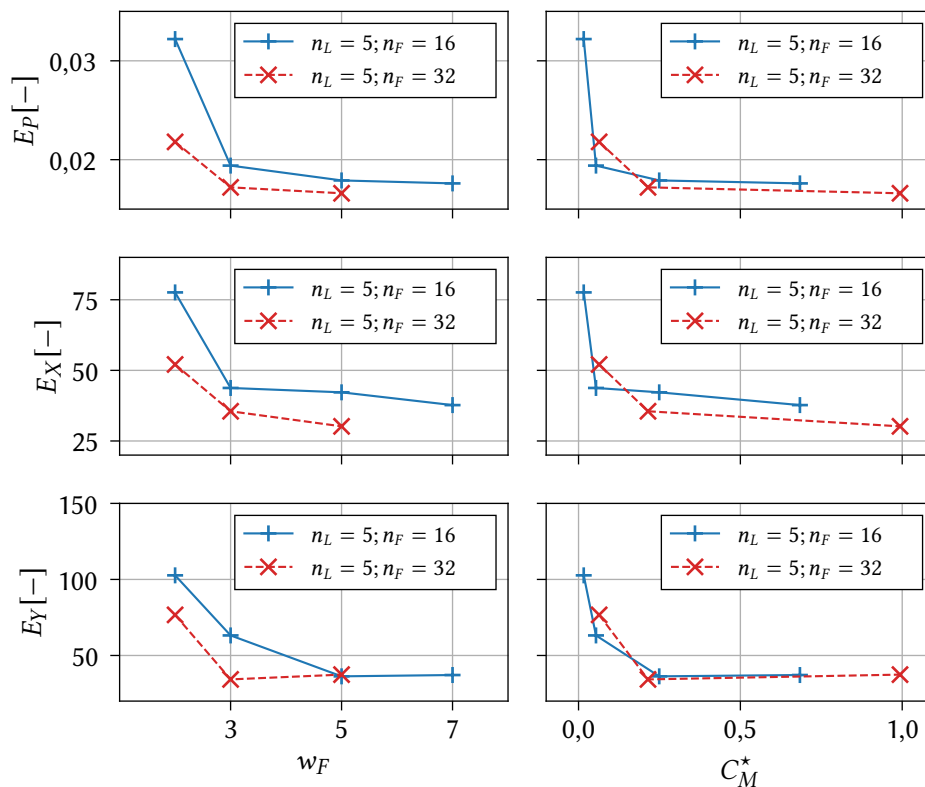 E_P[−]
0,03
0,02
n_L = 5; n_F = 16
n_L = 5; n_F = 32
n_L = 5; n_F = 16
n_L = 5; n_F = 32
E_X[−]
75
50
25
n_L = 5; n_F = 16
n_L = 5; n_F = 32
n_L = 5; n_F = 16
n_L = 5; n_F = 32
E_Y[−]
150
100
50
n_L = 5; n_F = 16
n_L = 5; n_F = 32
n_L = 5; n_F = 16
n_L = 5; n_F = 32
3 5 7
w_F
0,0 0,5 1,0
C_M^⋆